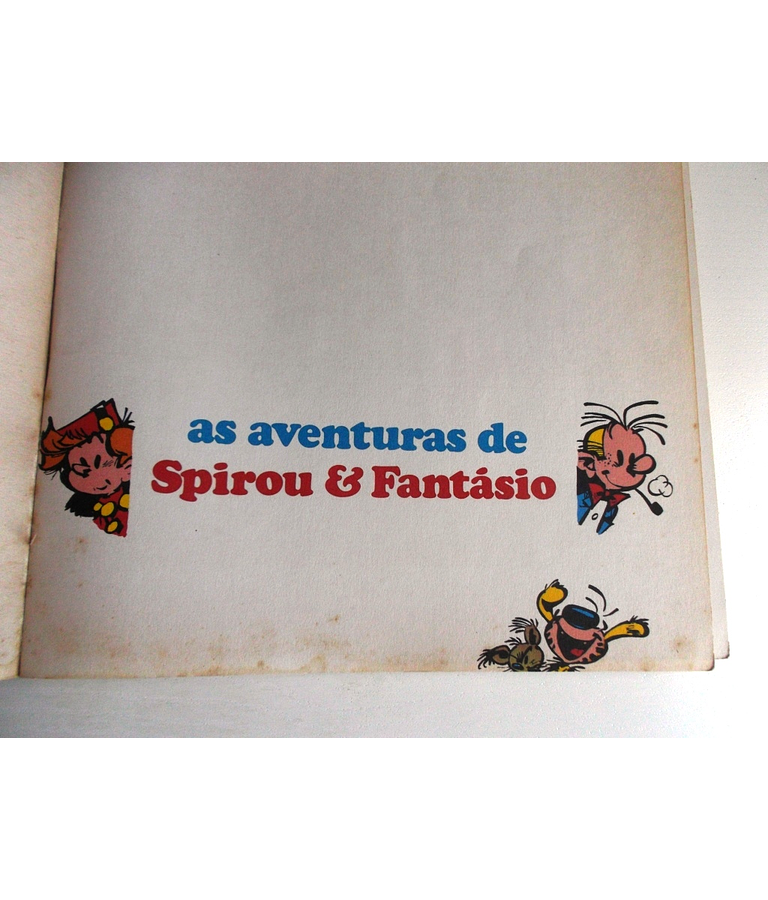 as aventuras de
Spirou & Fantásio